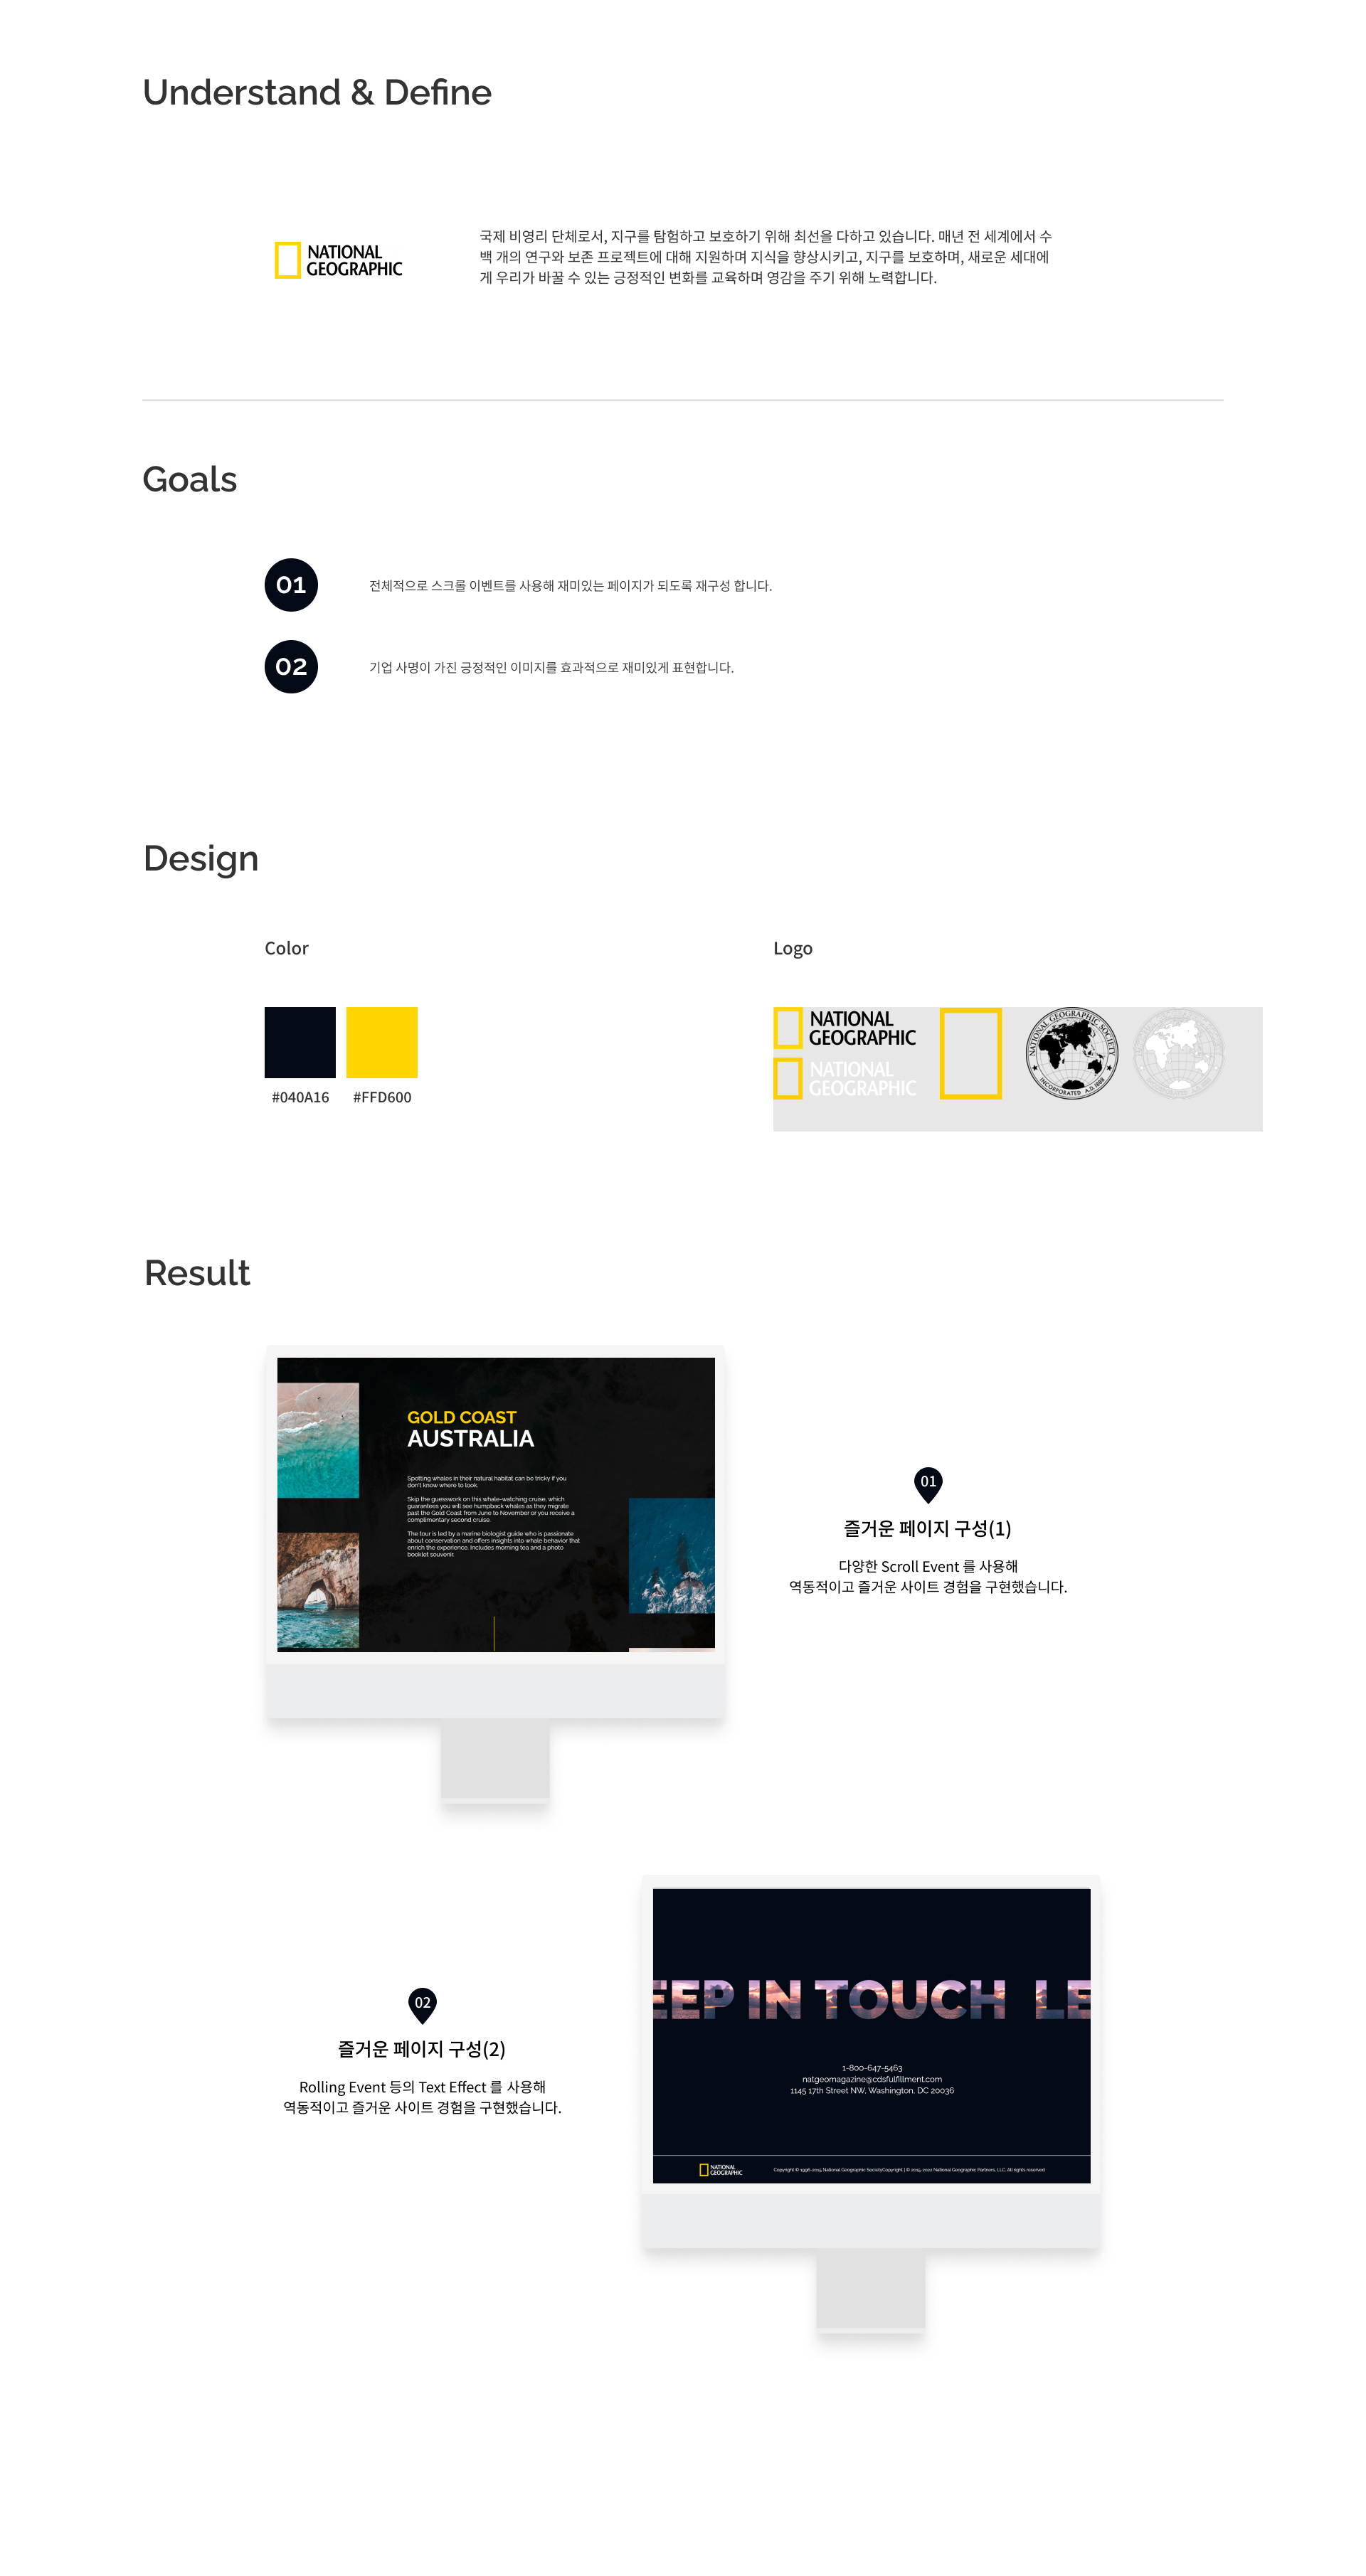 Understand & Define
NATIONAL
GEOGRAPHIC
국제 비영리 단체로서, 지구를 탐험하고 보호하기 위해 최선을 다하고 있습니다. 매년 전 세계에서 수
백 개의 연구와 보존 프로젝트에 대해 지원하며 지식을 향상시키고, 지구를 보호하며, 새로운 세대에
게 우리가 바꿀 수 있는 긍정적인 변화를 교육하며 영감을 주기 위해 노력합니다.
Goals
01
전체적으로 스크롤 이벤트를 사용해 재미있는 페이지가 되도록 재구성 합니다.
02
기업 사명이 가진 긍정적인 이미지를 효과적으로 재미있게 표현합니다.
Design
Color
#040A16
#FFD600
Logo
NATIONAL
GEOGRAPHIC
NATIONAL
GEOGRAPHIC
NATIONAL GEOGRAPHIC SOCIETY
INCORPORATED A.D. 1888
Result
GOLD COAST
AUSTRALIA
Spotting whales in their natural habitat can be tricky if you
don't know where to look.
Skip the guesswork on this whale-watching cruise, which
guarantees you will see humpback whales as they migrate
past the Gold Coast from June to November or you receive a
complimentary second cruise.
The tour is led by a marine biologist guide who is passionate
about conservation and offers insights into whale behavior that
enrich the experience. Includes morning tea and a photo
booklet souvenir.
01
즐거운 페이지 구성(1)
다양한 Scroll Event 를 사용해
역동적이고 즐거운 사이트 경험을 구현했습니다.
02
즐거운 페이지 구성(2)
Rolling Event 등의 Text Effect 를 사용해
역동적이고 즐거운 사이트 경험을 구현했습니다.
EEP IN TOUCH LE
1-800-647-5463
natgeomagazine@cdsfulfillment.com
1145 17th Street NW, Washington, DC 20036
NATIONAL
GEOGRAPHIC
Copyright © 1996-2015 National Geographic SocietyCopyright | © 2015-2022 National Geographic Partners, LLC. All rights reserved